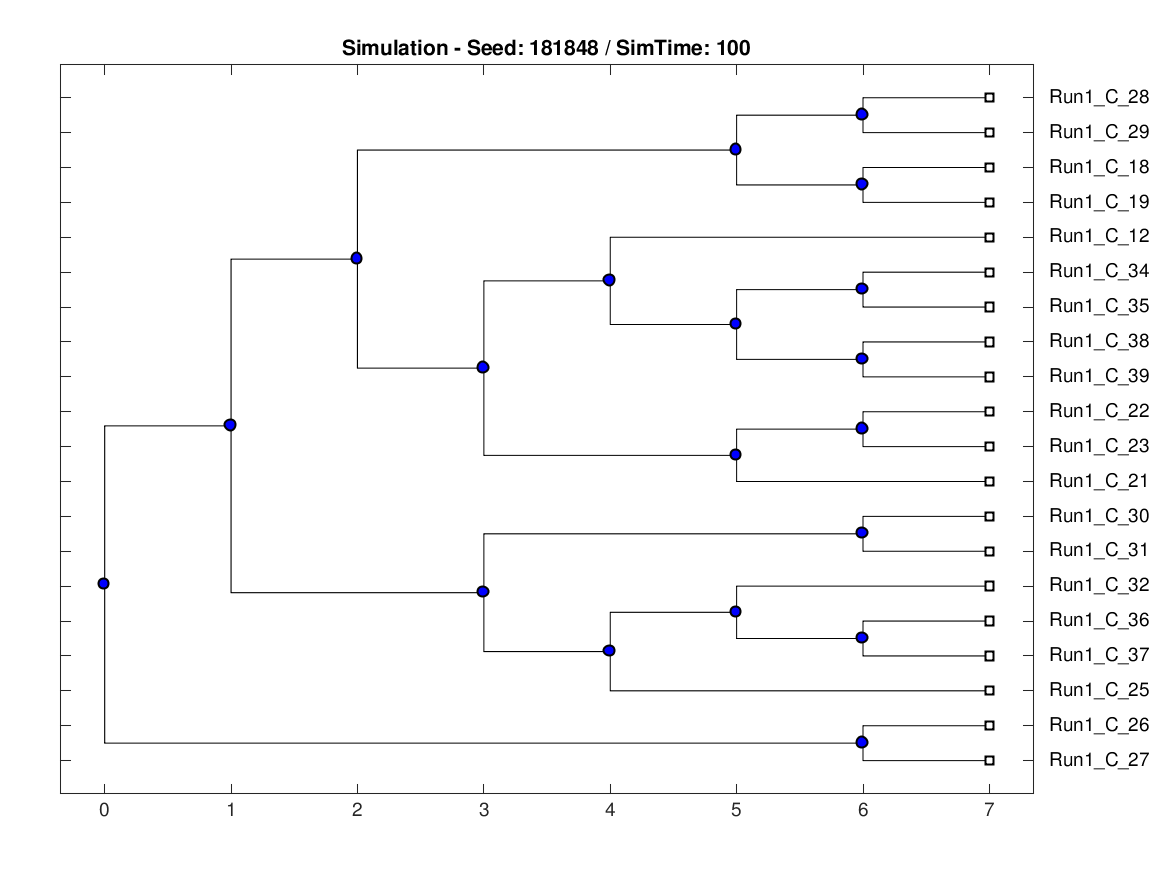 Simulation - Seed: 181848 / SimTime: 100
Run1_C_28
Run1_C_29
Run1_C_18
Run1_C_19
Run1_C_12
Run1_C_34
Run1_C_35
Run1_C_38
Run1_C_39
Run1_C_22
Run1_C_23
Run1_C_21
Run1_C_30
Run1_C_31
Run1_C_32
Run1_C_36
Run1_C_37
Run1_C_25
Run1_C_26
Run1_C_27
0 1 2 3 4 5 6 7